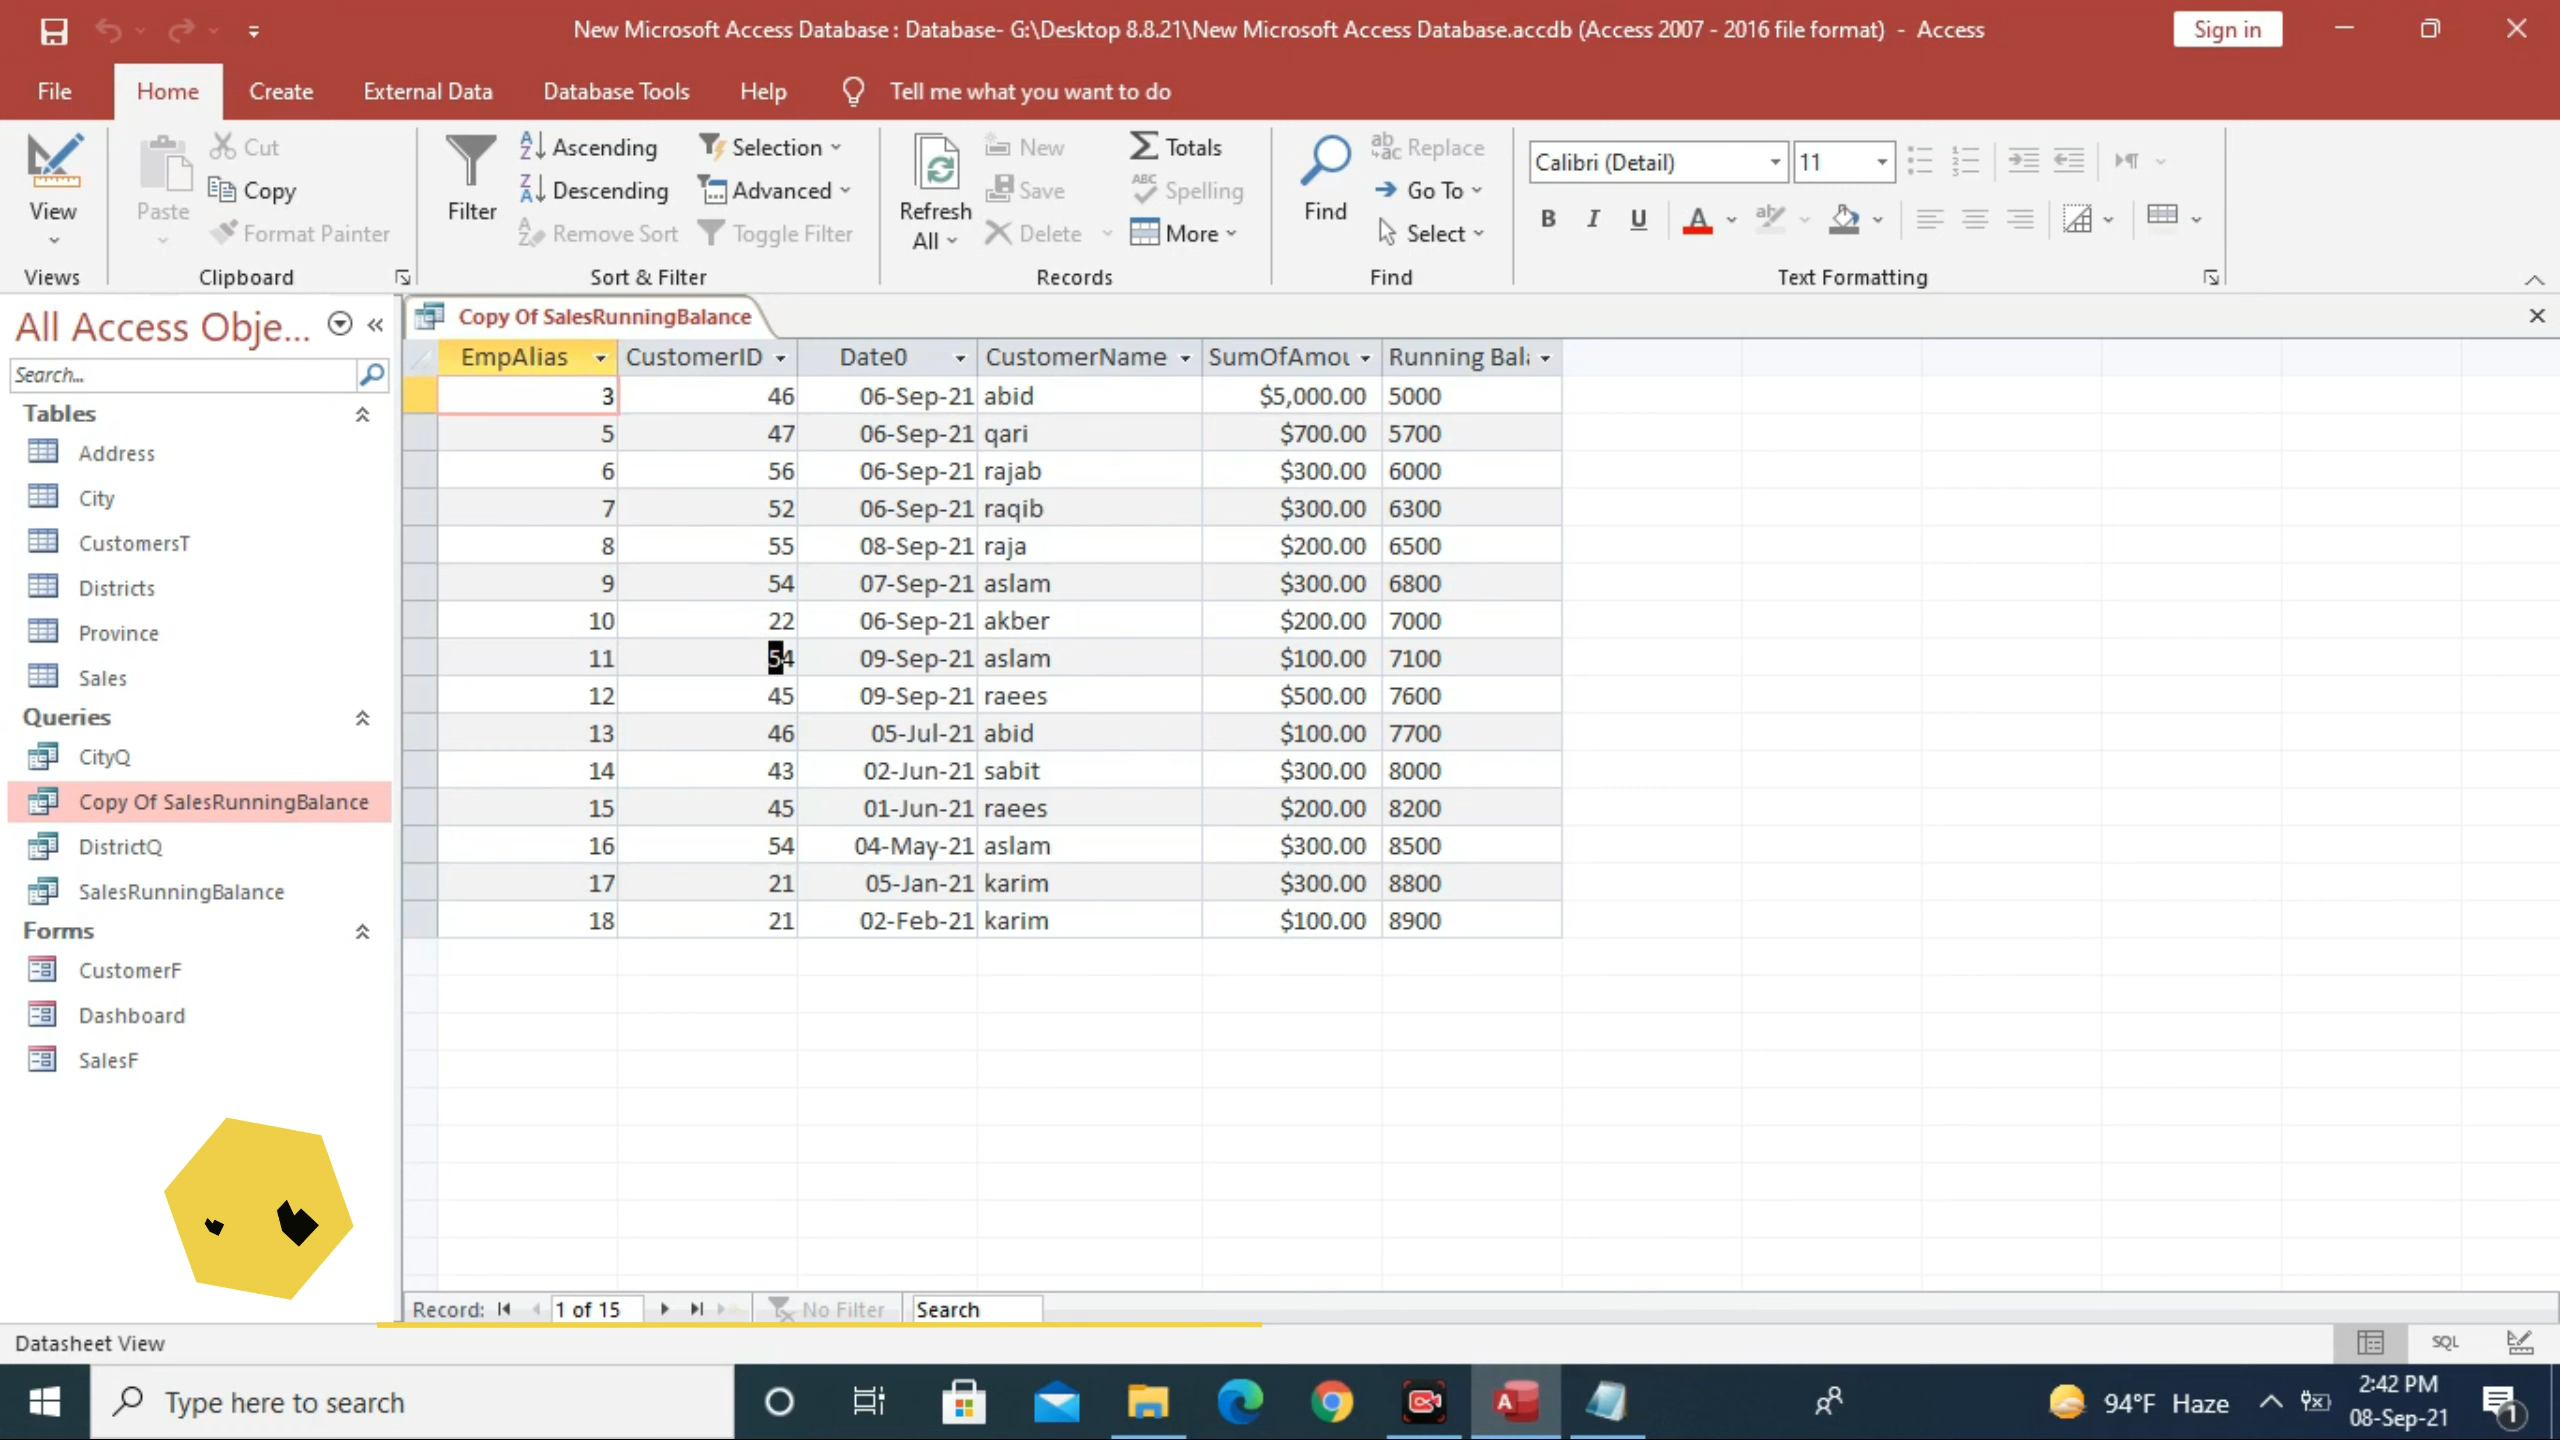 New Microsoft Access Database : Database- G:\Desktop 8.8.21\New Microsoft Access Database.accdb (Access 2007 - 2016 file format) - Access
Sign in
File Home Create External Data Database Tools Help Tell me what you want to do
View
Views
Paste
Cut
Copy
Format Painter
Clipboard
Filter
Ascending
Descending
Remove Sort
Selection
Advanced
Toggle Filter
Sort & Filter
Refresh
All
New
Save
Delete
Totals
Spelling
More
Records
Find
Replace
Go To
Select
Find
Calibri (Detail) 11
B I U A
Text Formatting
All Access Obje...
Search...
Tables
Address
City
CustomersT
Districts
Province
Sales
Queries
CityQ
Copy Of SalesRunningBalance
DistrictQ
SalesRunningBalance
Forms
CustomerF
Dashboard
SalesF
Copy Of SalesRunningBalance
EmpAlias CustomerID Date0 CustomerName SumOfAmou Running Bala
3 46 06-Sep-21 abid $5,000.00 5000
5 47 06-Sep-21 qari $700.00 5700
6 56 06-Sep-21 rajab $300.00 6000
7 52 06-Sep-21 raqib $300.00 6300
8 55 08-Sep-21 raja $200.00 6500
9 54 07-Sep-21 aslam $300.00 6800
10 22 06-Sep-21 akber $200.00 7000
11 54 09-Sep-21 aslam $100.00 7100
12 45 09-Sep-21 raees $500.00 7600
13 46 05-Jul-21 abid $100.00 7700
14 43 02-Jun-21 sabit $300.00 8000
15 45 01-Jun-21 raees $200.00 8200
16 54 04-May-21 aslam $300.00 8500
17 21 05-Jan-21 karim $300.00 8800
18 21 02-Feb-21 karim $100.00 8900
Record: 1 of 15 No Filter Search
Datasheet View
SQL
Type here to search
94°F Haze
2:42 PM
08-Sep-21
1